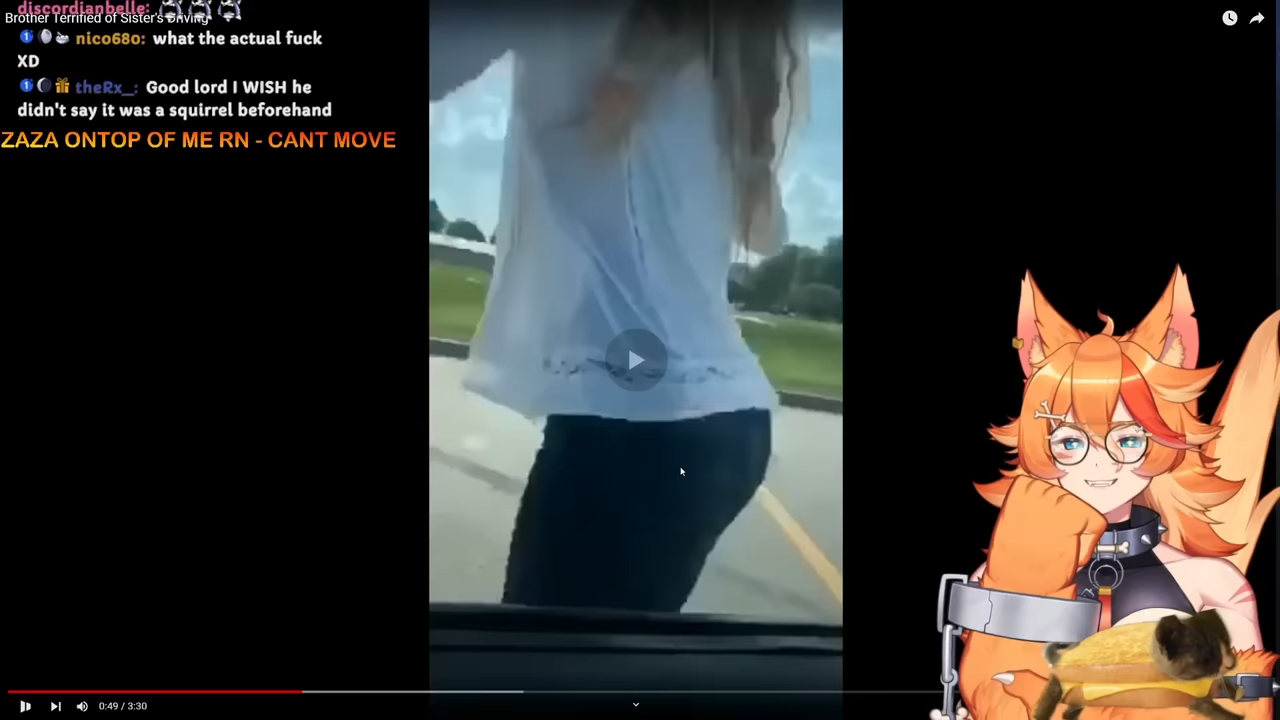 discordianbelle:
Brother Terrified of Sister's Driving
nico68o: what the actual fuck
XD
theRx_: Good lord I WISH he
didn't say it was a squirrel beforehand
ZAZA ONTOP OF ME RN - CANT MOVE
0:49 / 3:30